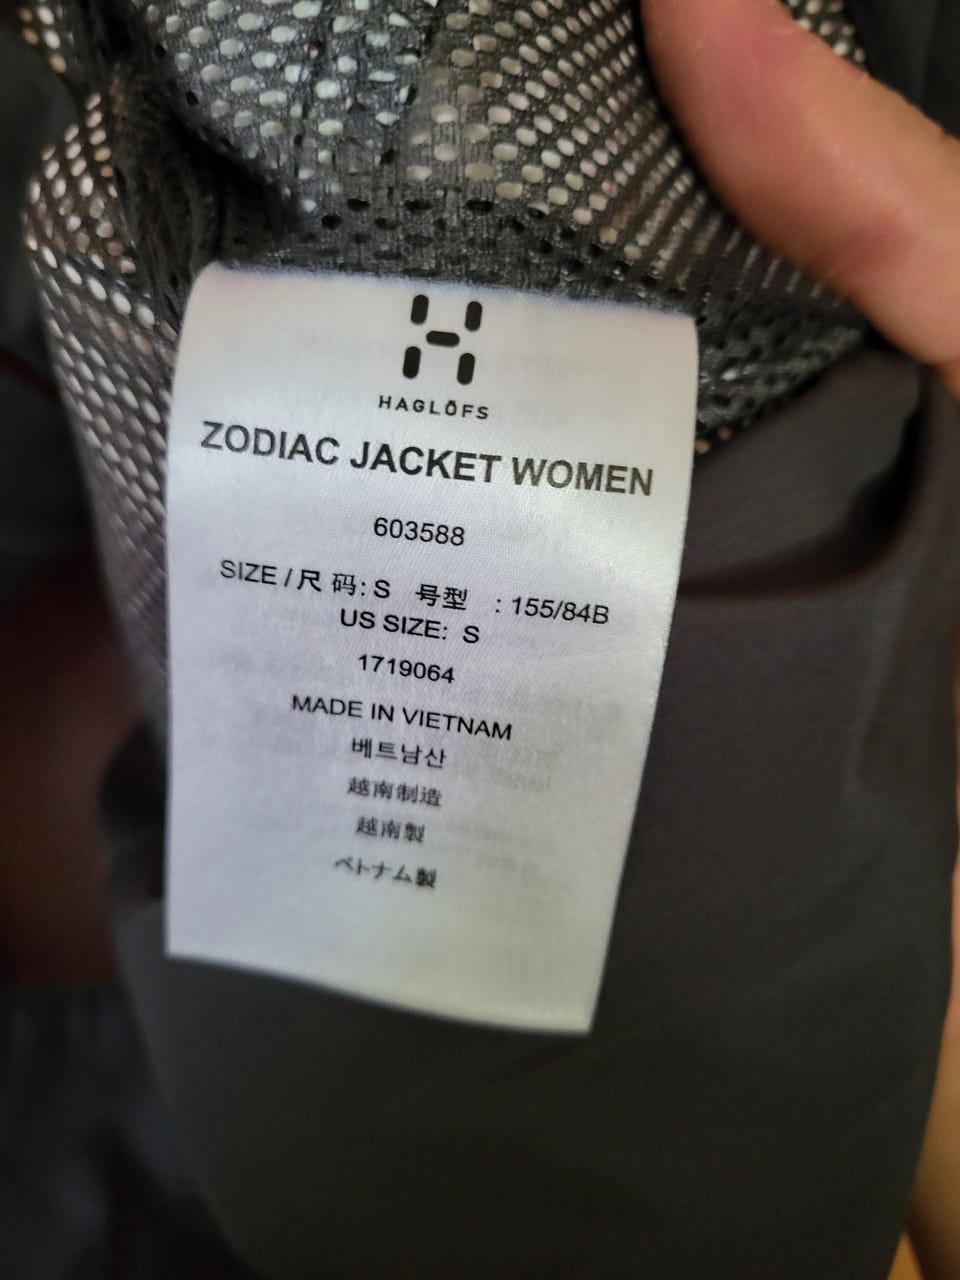 HAGLÖFS
ZODIAC JACKET WOMEN
603588
SIZE / 尺 码: S 号型 : 155/84B
US SIZE: S
1719064
MADE IN VIETNAM
베트남산
越南制造
越南製
ベトナム製